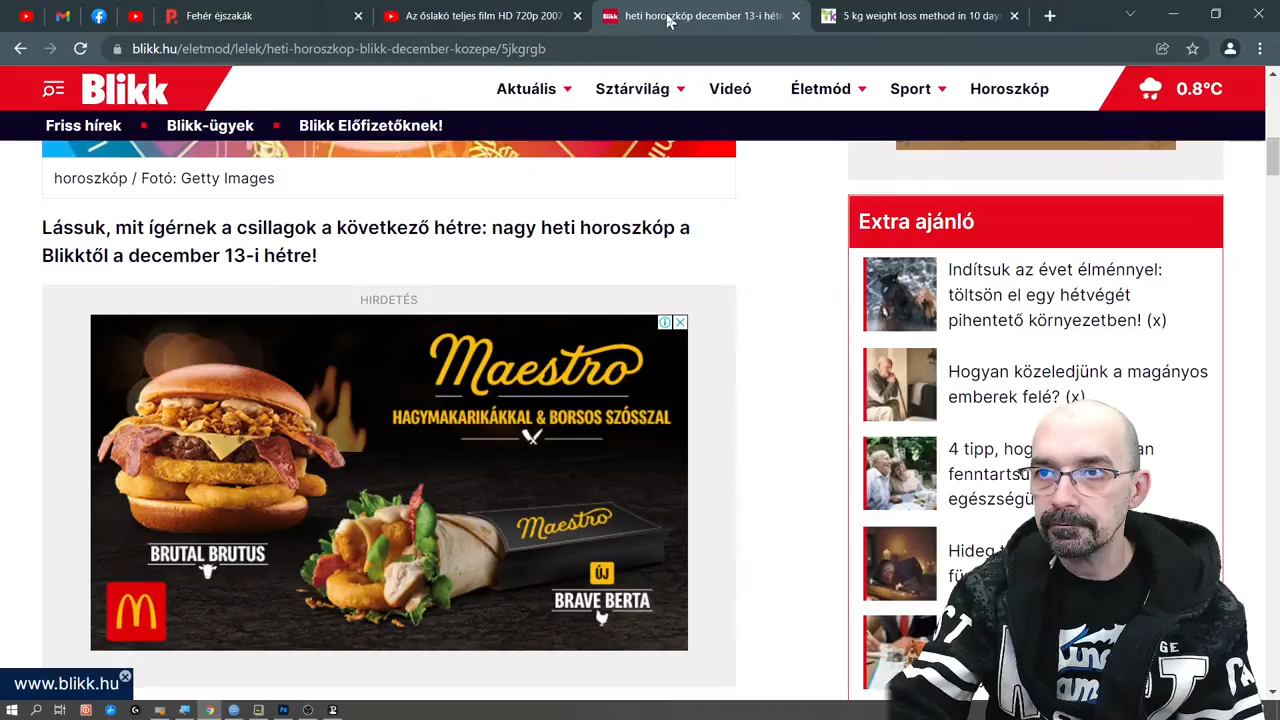 Fehér éjszakák
Az őslakó teljes film HD 720p 2007
heti horoszkóp december 13-i hét
5 kg weight loss method in 10 day
blikk.hu/eletmod/lelek/heti-horoszkop-blikk-december-kozepe/5jkgrgb
Blikk
Aktuális
Sztárvilág
Videó
Életmód
Sport
Horoszkóp
0.8°C
Friss hírek
Blikk-ügyek
Blikk Előfizetőknek!
horoszkóp / Fotó: Getty Images
Lássuk, mit ígérnek a csillagok a következő hétre: nagy heti horoszkóp a
Blikktől a december 13-i hétre!
HIRDETÉS
Maestro
HAGYMAKARIKÁKKAL & BORSOS SZÓSSZAL
Maestro
BRUTAL BRUTUS
ÚJ
BRAVE BERTA
Extra ajánló
Indítsuk az évet élménnyel:
töltsön el egy hétvégét
pihentető környezetben! (x)
Hogyan közeledjünk a magányos
emberek felé? (x)
4 tipp,
Hideg
www.blikk.hu